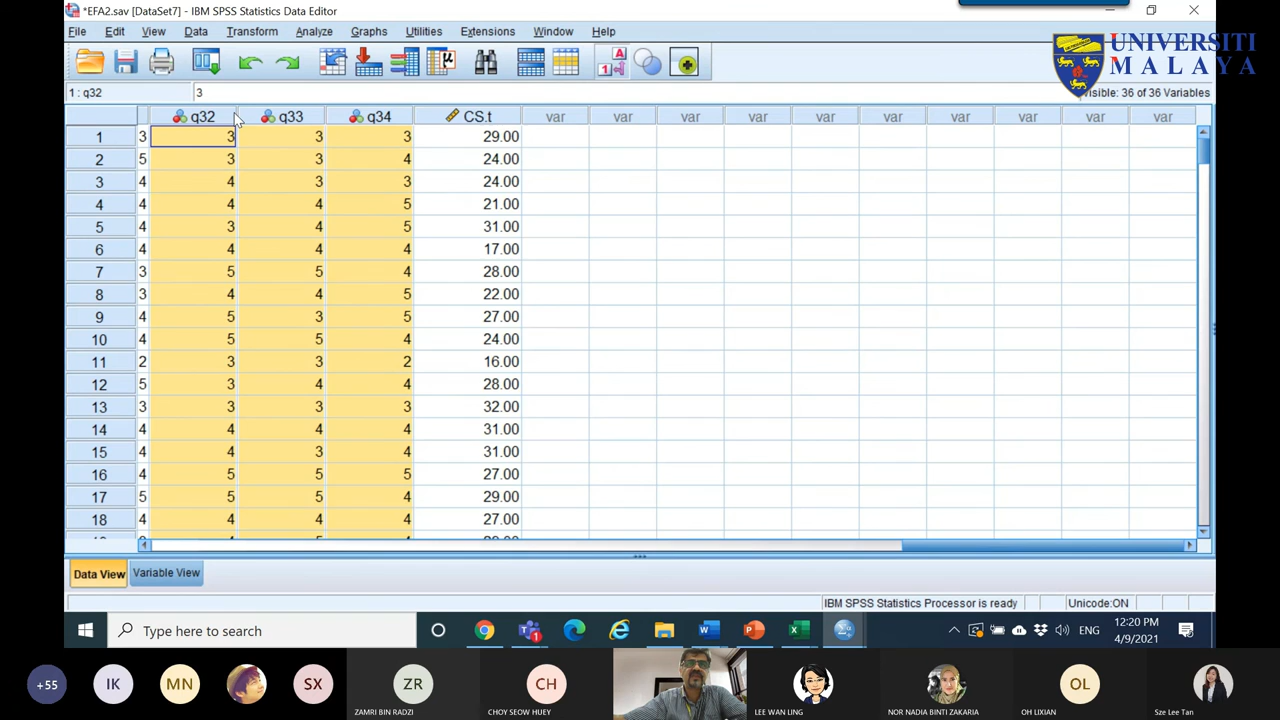 *EFA2.sav [DataSet7] - IBM SPSS Statistics Data Editor
File Edit View Data Transform Analyze Graphs Utilities Extensions Window Help
UNIVERSITI
MALAYA
1 : q32 3 Visible: 36 of 36 Variables
q32 q33 q34 CS.t var var var var var var var var var var
1 3 3 3 3 29.00
2 5 3 3 4 24.00
3 4 4 3 3 24.00
4 4 4 4 5 21.00
5 4 3 4 5 31.00
6 4 4 4 4 17.00
7 3 5 5 4 28.00
8 3 4 4 5 22.00
9 4 5 3 5 27.00
10 4 5 5 4 24.00
11 2 3 3 2 16.00
12 5 3 4 4 28.00
13 3 3 3 3 32.00
14 4 4 4 4 31.00
15 4 4 3 4 31.00
16 4 5 5 5 27.00
17 5 5 5 4 29.00
18 4 4 4 4 27.00
Data View Variable View
IBM SPSS Statistics Processor is ready Unicode:ON
Type here to search
ENG
12:20 PM
4/9/2021
+55 IK MN SX ZR CH OL
ZAMRI BIN RADZI CHOY SEOW HUEY LEE WAN LING NOR NADIA BINTI ZAKARIA OH LIXIAN Sze Lee Tan